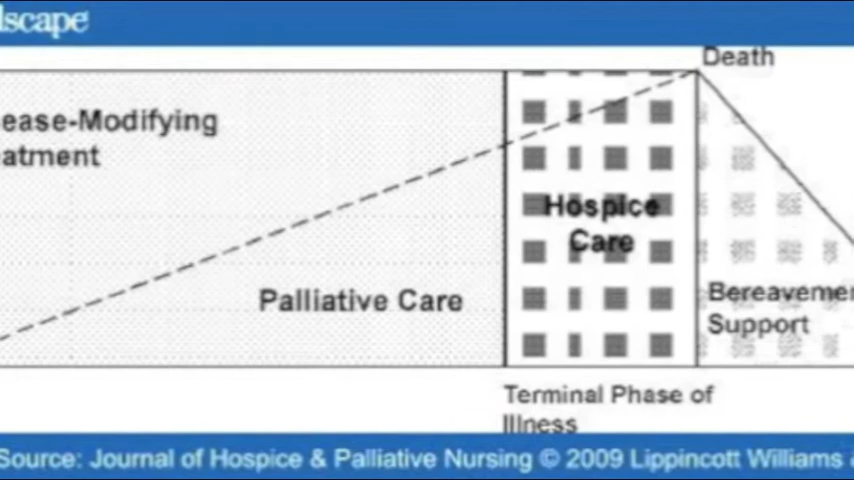 lscape
Death
ease-Modifying
atment
Hospice
Care
Palliative Care
Bereavemen
Support
Terminal Phase of
Illness
Source: Journal of Hospice & Palliative Nursing © 2009 Lippincott Williams &